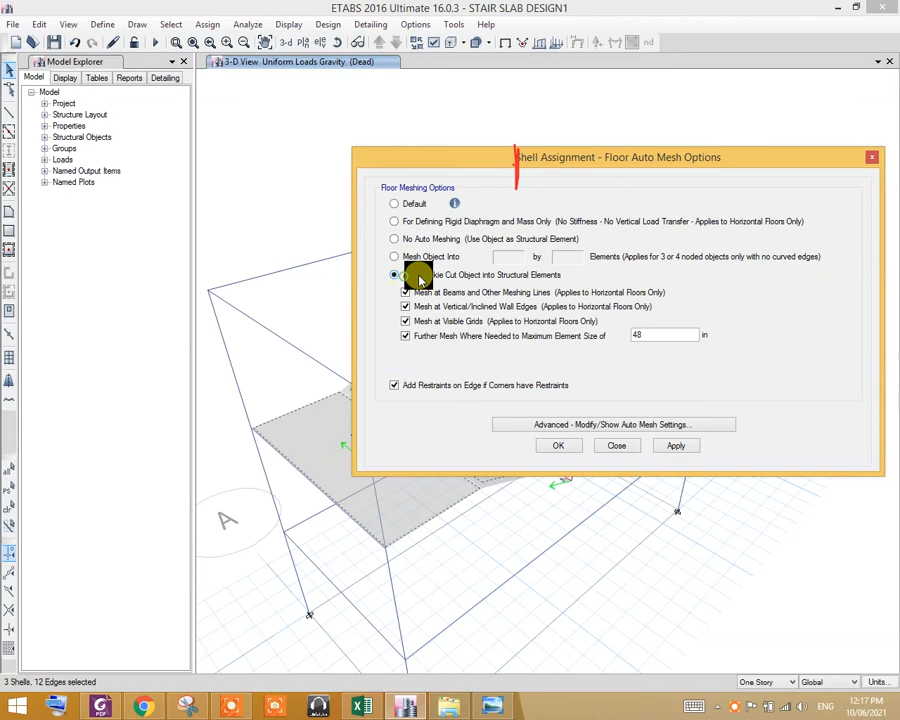 ETABS 2016 Ultimate 16.0.3 - STAIR SLAB DESIGN1
File Edit View Define Draw Select Assign Analyze Display Design Detailing Options Tools Help
3-d nd
Model Explorer
3-D View Uniform Loads Gravity (Dead)
Model Display Tables Reports Detailing
Model
Project
Structure Layout
Properties
Structural Objects
Groups
Loads
Named Output Items
Named Plots
Shell Assignment - Floor Auto Mesh Options
Floor Meshing Options
Default
For Defining Rigid Diaphragm and Mass Only (No Stiffness - No Vertical Load Transfer - Applies to Horizontal Floors Only)
No Auto Meshing (Use Object as Structural Element)
Mesh Object Into by Elements (Applies for 3 or 4 noded objects only with no curved edges)
Cut Object into Structural Elements
Mesh at Beams and Other Meshing Lines (Applies to Horizontal Floors Only)
Mesh at Vertical/Inclined Wall Edges (Applies to Horizontal Floors Only)
Mesh at Visible Grids (Applies to Horizontal Floors Only)
Further Mesh Where Needed to Maximum Element Size of 48 in
Add Restraints on Edge if Corners have Restraints
Advanced - Modify/Show Auto Mesh Settings...
OK Close Apply
A
3 Shells, 12 Edges selected
One Story Global Units...
ENG
12:17 PM
10/06/2021